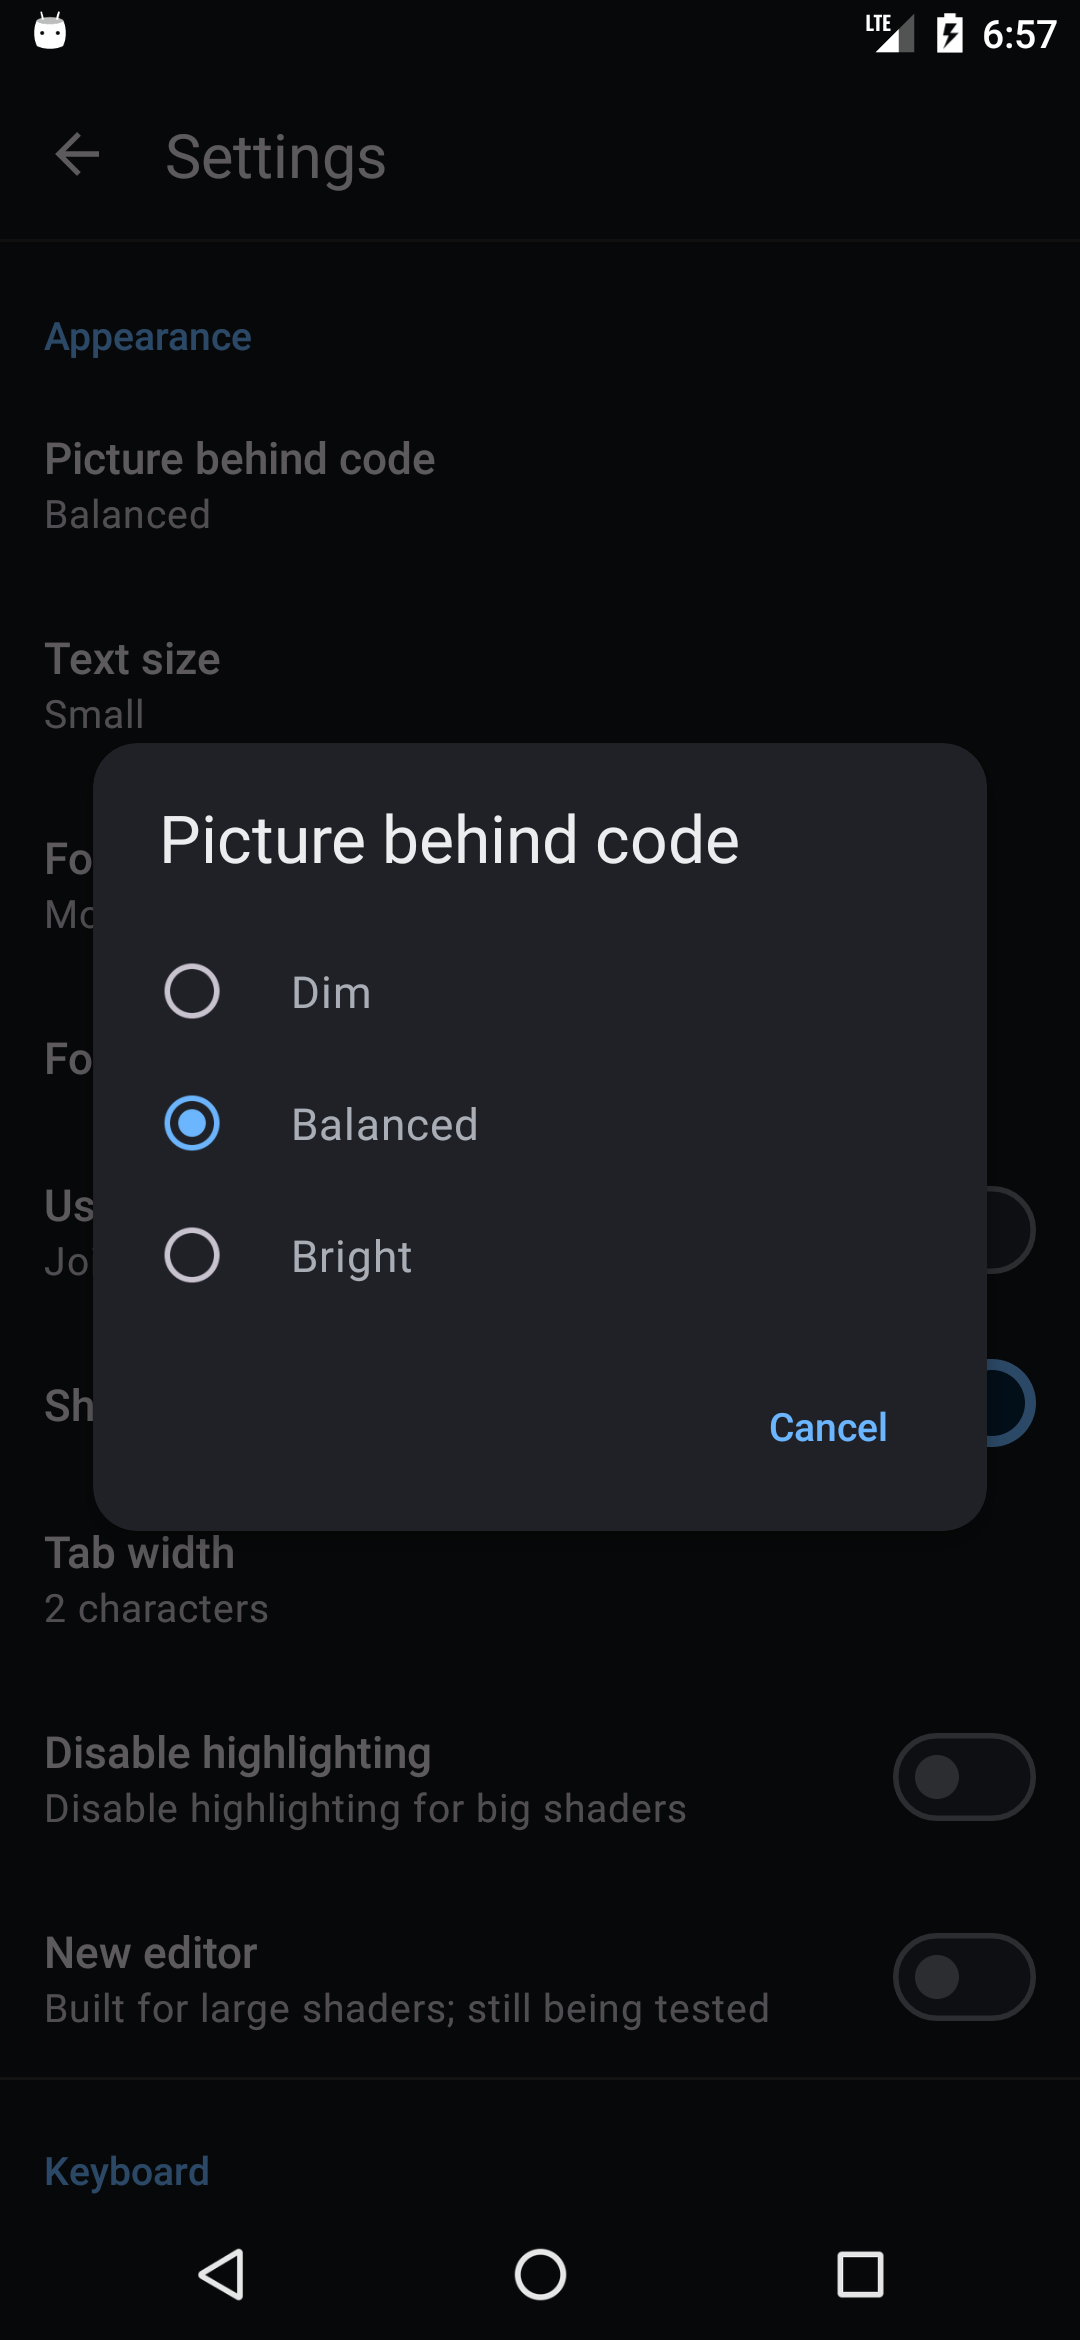 LTE 6:57
Settings
Appearance
Picture behind code
Balanced
Text size
Small
Picture behind code
Dim
Balanced
Bright
Cancel
Tab width
2 characters
Disable highlighting
Disable highlighting for big shaders
New editor
Built for large shaders; still being tested
Keyboard